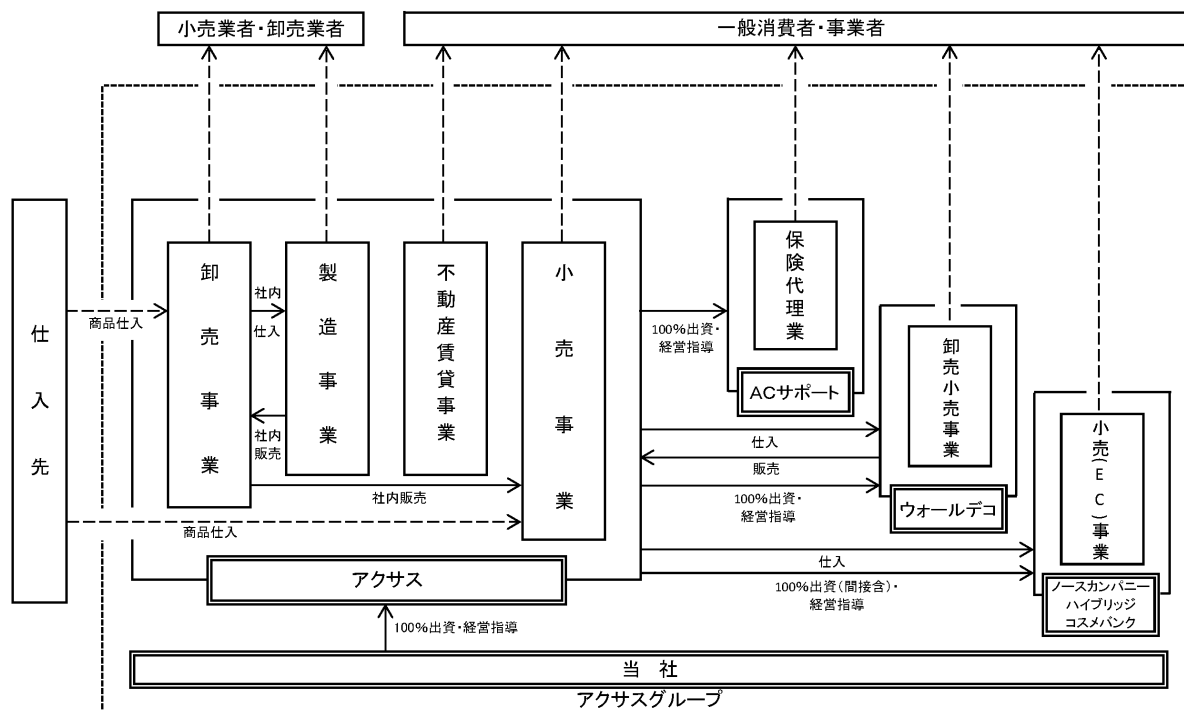 小売業者・卸売業者
一般消費者・事業者
仕入先
商品仕入
卸売事業
社内
仕入
社内
販売
製造事業
不動産賃貸事業
小売事業
社内販売
商品仕入
アクサス
100%出資・
経営指導
保険代理業
ACサポート
仕入
販売
100%出資・
経営指導
卸売小売事業
ウォールデコ
仕入
100%出資(間接含)・
経営指導
小売(EC)事業
ノースカンパニー
ハイブリッジ
コスメバンク
100%出資・経営指導
当 社
アクサスグループ